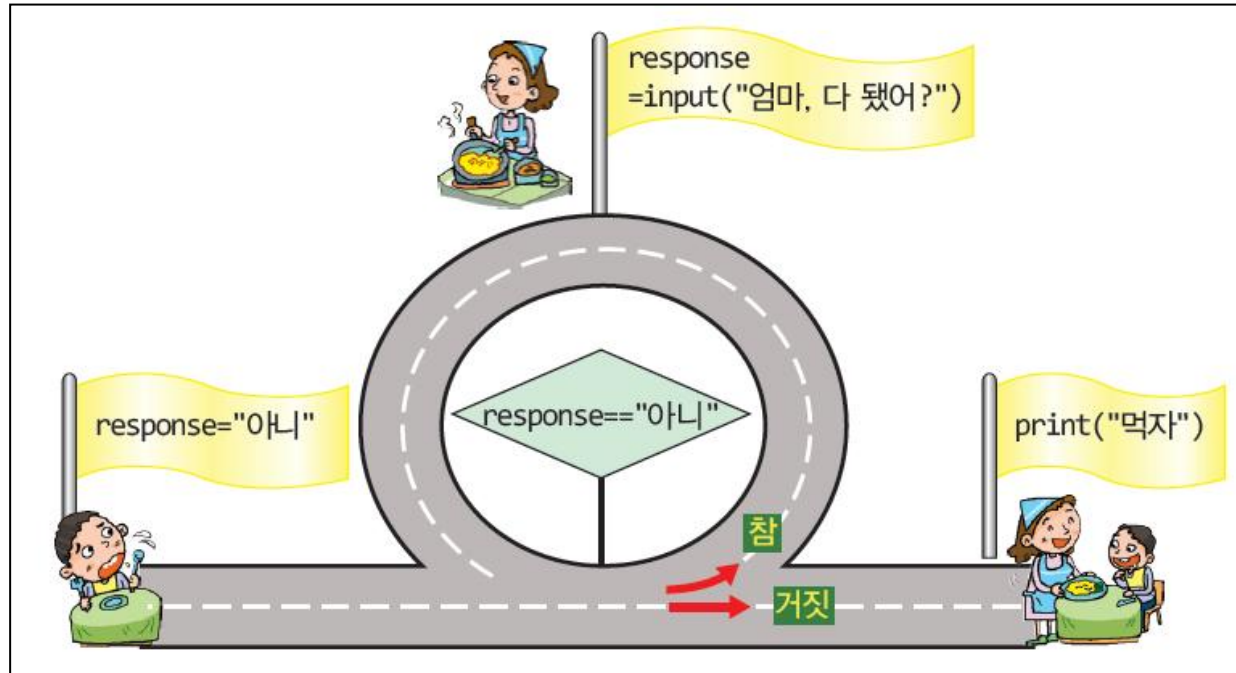 response
=input("엄마, 다 됐어?")
response="아니"
response=="아니"
print("먹자")
참
거짓